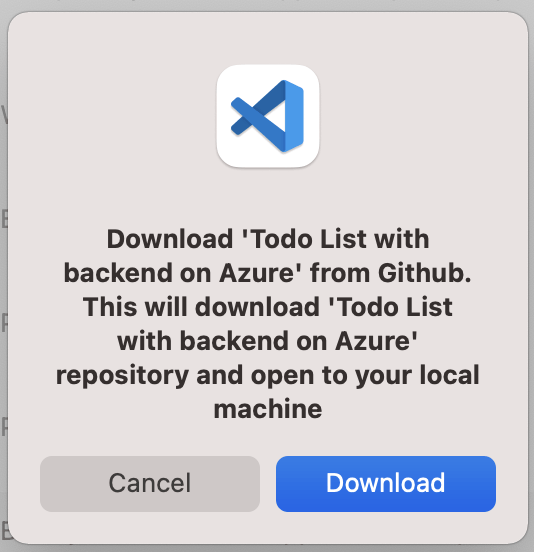 Download 'Todo List with
backend on Azure' from Github.
This will download 'Todo List
with backend on Azure'
repository and open to your local
machine
Cancel
Download